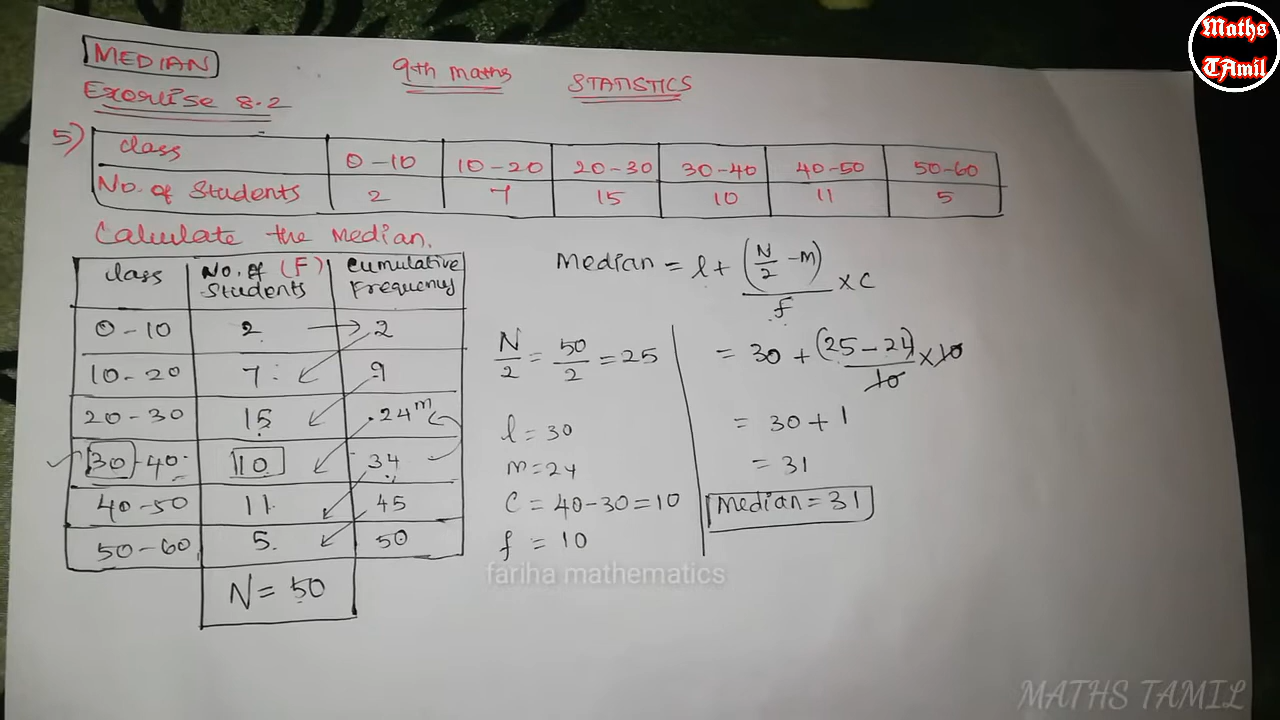 Maths
TAmil
MEDIAN
9th maths STATISTICS
Exercise 8.2
5) Class 0-10 10-20 20-30 30-40 40-50 50-60
No. of Students 2 7 15 10 11 5
Calculate the Median.
Class No. of (F) Students Cumulative Frequency
0-10 2 2
10-20 7 9
20-30 15 24 m
30-40 10 34
40-50 11 45
50-60 5 50
N = 50
Median = l + (N/2 - m)/f × C
N/2 = 50/2 = 25
l = 30
m = 24
C = 40-30 = 10
f = 10
= 30 + (25-24)/10 × 10
= 30 + 1
= 31
Median = 31
fariha mathematics
MATHS TAMIL